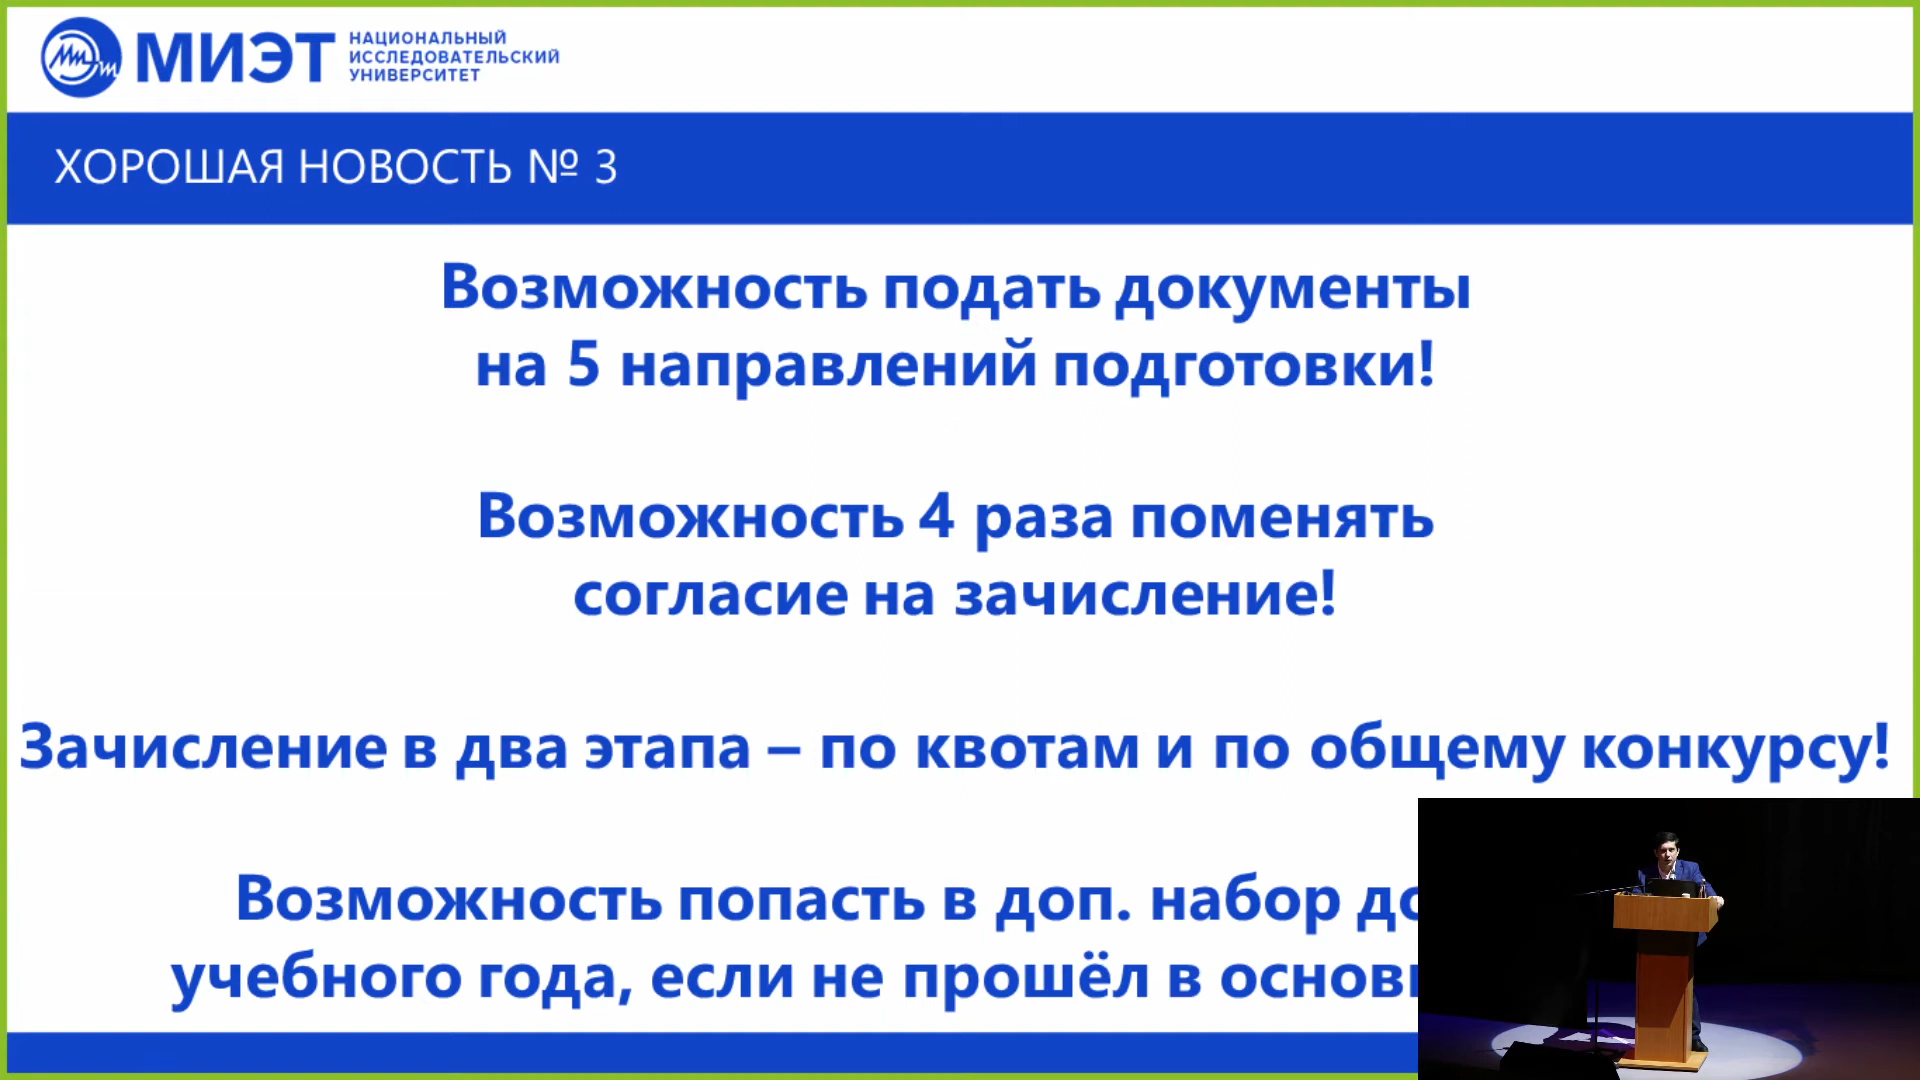 МИЭТ
НАЦИОНАЛЬНЫЙ
ИССЛЕДОВАТЕЛЬСКИЙ
УНИВЕРСИТЕТ
ХОРОШАЯ НОВОСТЬ № 3
Возможность подать документы
на 5 направлений подготовки!
Возможность 4 раза поменять
согласие на зачисление!
Зачисление в два этапа – по квотам и по общему конкурсу!
Возможность попасть в доп. набор
учебного года, если не прошёл в